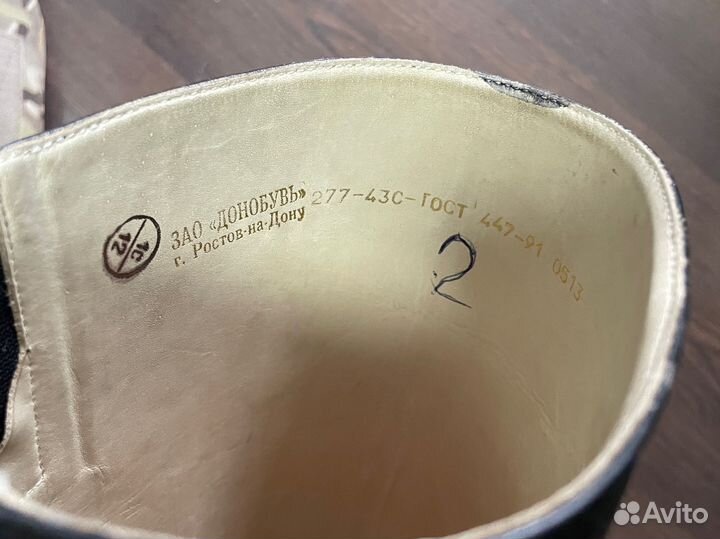 1С
12
ЗАО «ДОНОБУВЬ»
г. Ростов-на-Дону
277-43С-ГОСТ 447-91 0513
2
Avito